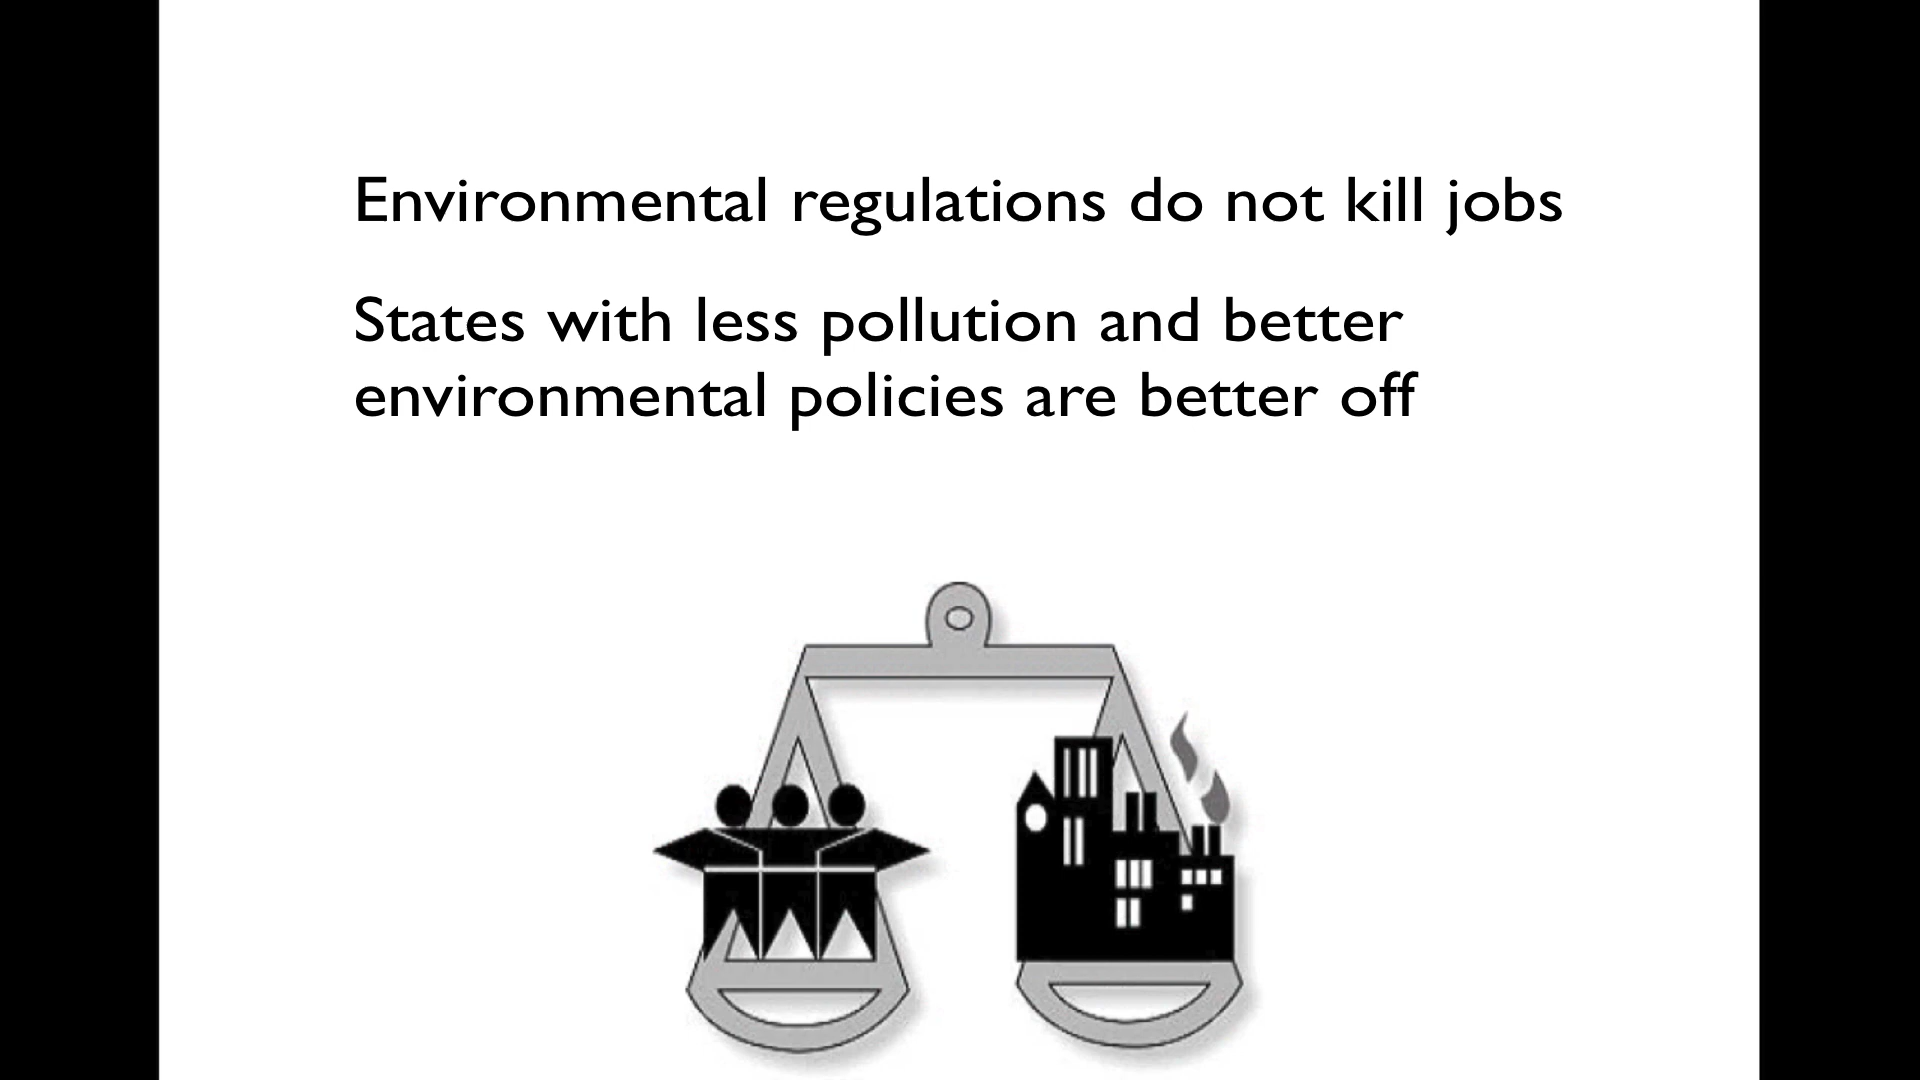 Environmental regulations do not kill jobs
States with less pollution and better
environmental policies are better off